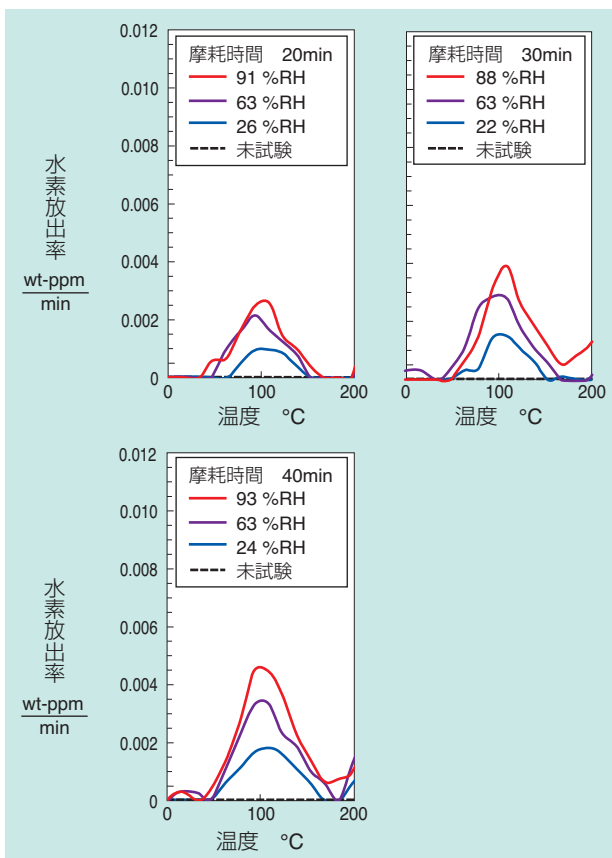 0.012
0.010
0.008
0.006
0.004
0.002
0
摩耗時間 20min
91 %RH
63 %RH
26 %RH
未試験
0 100 200
温度 °C
水素放出率
wt-ppm
min
摩耗時間 30min
88 %RH
63 %RH
22 %RH
未試験
0 100 200
温度 °C
0.012
0.010
0.008
0.006
0.004
0.002
0
摩耗時間 40min
93 %RH
63 %RH
24 %RH
未試験
0 100 200
温度 °C
水素放出率
wt-ppm
min